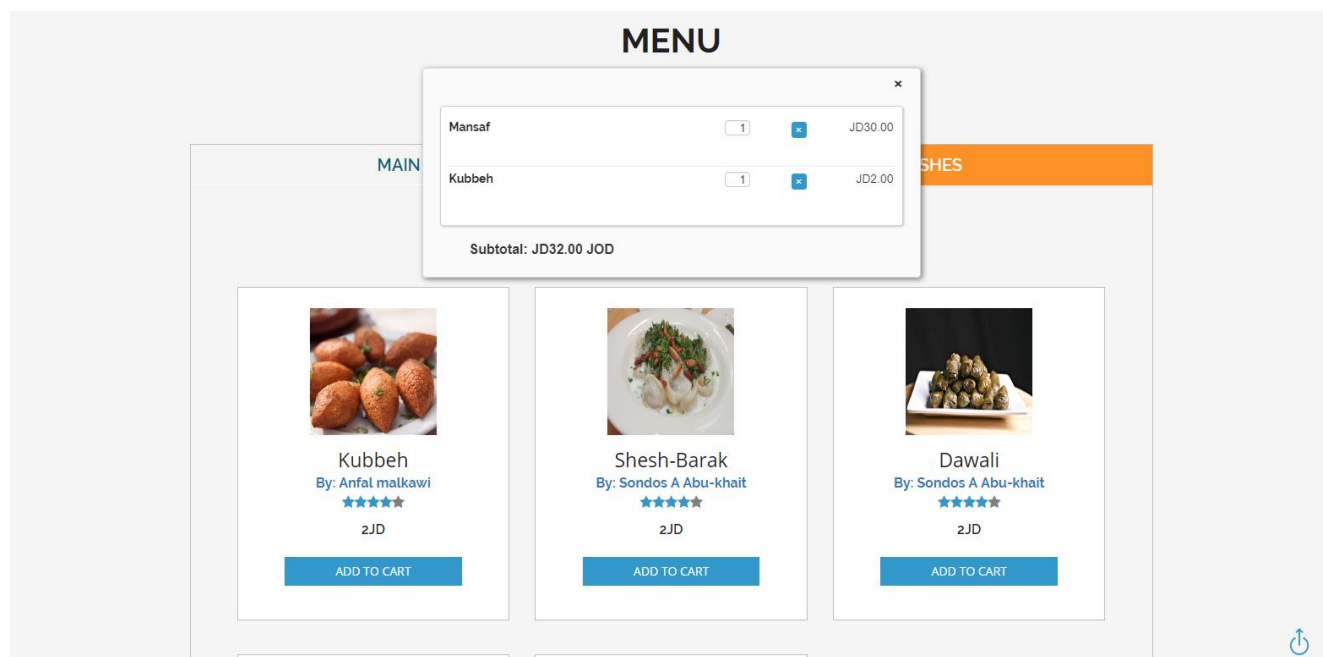 MENU
×
Mansaf 1 × JD30.00
MAIN SHES
Kubbeh 1 × JD2.00
Subtotal: JD32.00 JOD
Kubbeh Shesh-Barak Dawali
By: Anfal malkawi By: Sondos A Abu-khait By: Sondos A Abu-khait
2JD 2JD 2JD
ADD TO CART ADD TO CART ADD TO CART